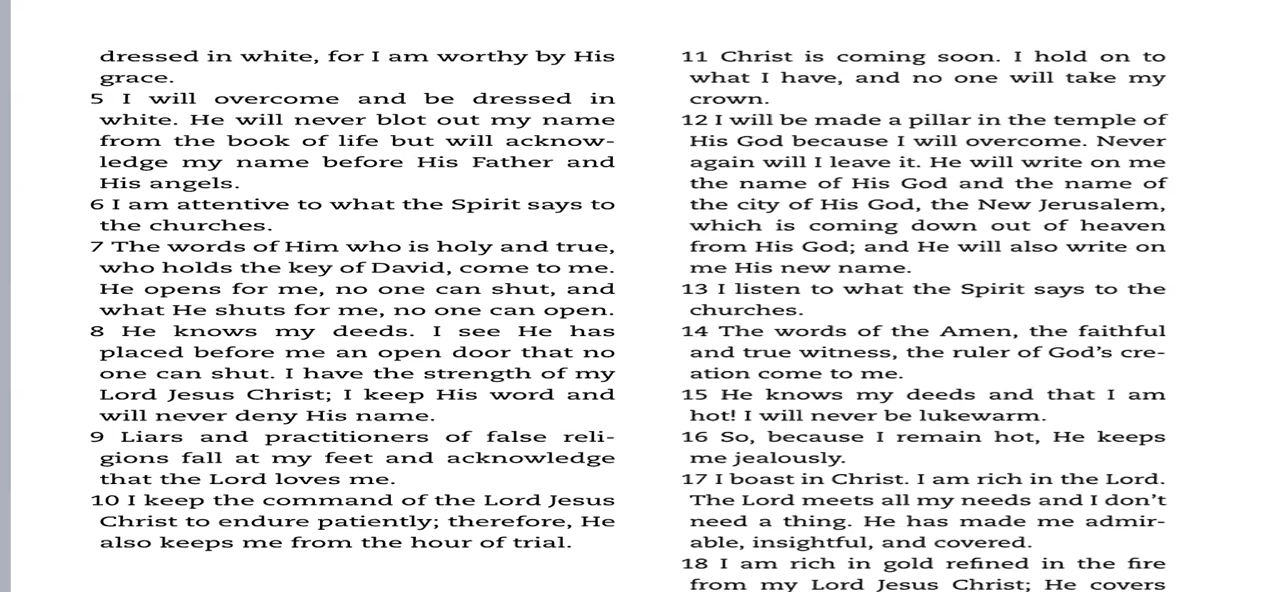 dressed in white, for I am worthy by His
grace.
5 I will overcome and be dressed in
white. He will never blot out my name
from the book of life but will acknow-
ledge my name before His Father and
His angels.
6 I am attentive to what the Spirit says to
the churches.
7 The words of Him who is holy and true,
who holds the key of David, come to me.
He opens for me, no one can shut, and
what He shuts for me, no one can open.
8 He knows my deeds. I see He has
placed before me an open door that no
one can shut. I have the strength of my
Lord Jesus Christ; I keep His word and
will never deny His name.
9 Liars and practitioners of false reli-
gions fall at my feet and acknowledge
that the Lord loves me.
10 I keep the command of the Lord Jesus
Christ to endure patiently; therefore, He
also keeps me from the hour of trial.
11 Christ is coming soon. I hold on to
what I have, and no one will take my
crown.
12 I will be made a pillar in the temple of
His God because I will overcome. Never
again will I leave it. He will write on me
the name of His God and the name of
the city of His God, the New Jerusalem,
which is coming down out of heaven
from His God; and He will also write on
me His new name.
13 I listen to what the Spirit says to the
churches.
14 The words of the Amen, the faithful
and true witness, the ruler of God's cre-
ation come to me.
15 He knows my deeds and that I am
hot! I will never be lukewarm.
16 So, because I remain hot, He keeps
me jealously.
17 I boast in Christ. I am rich in the Lord.
The Lord meets all my needs and I don't
need a thing. He has made me admir-
able, insightful, and covered.
18 I am rich in gold refined in the fire
from my Lord Jesus Christ; He covers